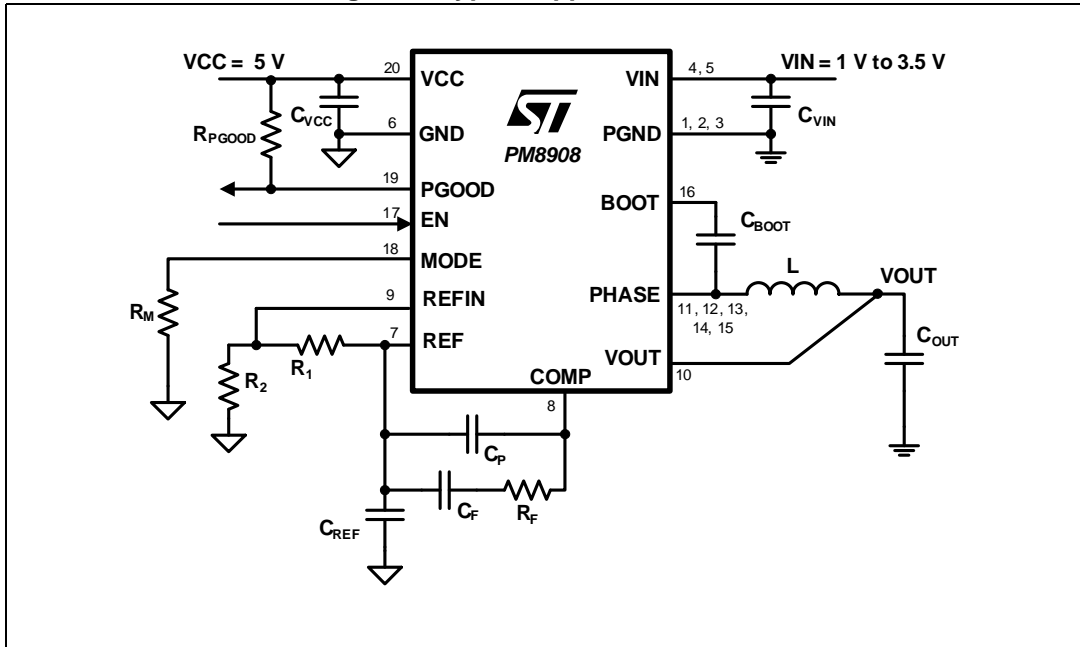 VCC = 5 V
VIN = 1 V to 3.5 V
20
VCC
VIN
4, 5
CVCC
CVIN
RPGOOD
6
GND
ST
PM8908
PGND
1, 2, 3
19
PGOOD
BOOT
16
17
EN
CBOOT
18
MODE
L
VOUT
9
REFIN
PHASE
11, 12, 13,
14, 15
RM
7
REF
VOUT
10
COUT
R2
R1
COMP
8
CP
CF
RF
CREF